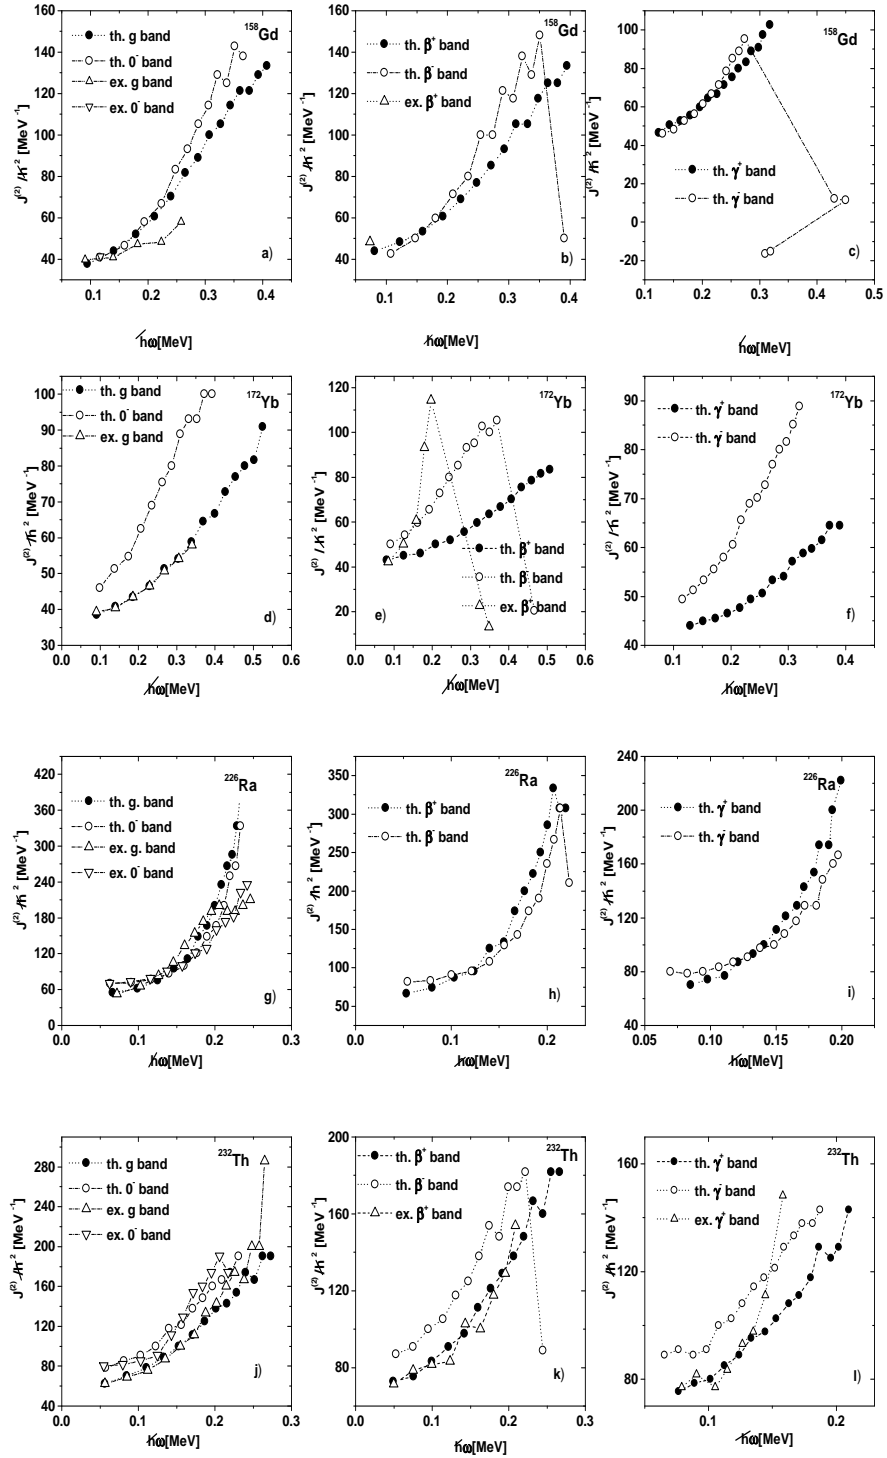 ¹⁵⁸Gd
th. g band
th. 0⁻ band
ex. g band
ex. 0⁻ band
J⁽²⁾/ħ² [MeV⁻¹]
160
140
120
100
80
60
40
a)
0.1 0.2 0.3 0.4
ħω[MeV]
¹⁵⁸Gd
th. β⁺ band
th. β⁻ band
ex. β⁺ band
J⁽²⁾/ħ² [MeV⁻¹]
160
140
120
100
80
60
40
b)
0.1 0.2 0.3 0.4
ħω[MeV]
¹⁵⁸Gd
th. γ⁺ band
th. γ⁻ band
J⁽²⁾/ħ² [MeV⁻¹]
100
80
60
40
20
0
-20
c)
0.1 0.2 0.3 0.4 0.5
ħω[MeV]
¹⁷²Yb
th. g band
th. 0⁻ band
ex. g band
J⁽²⁾/ħ² [MeV⁻¹]
100
90
80
70
60
50
40
30
d)
0.0 0.1 0.2 0.3 0.4 0.5 0.6
ħω[MeV]
¹⁷²Yb
th. β⁺ band
th. β⁻ band
ex. β⁺ band
J⁽²⁾/ħ² [MeV⁻¹]
120
100
80
60
40
20
e)
0.0 0.2 0.4 0.6
ħω[MeV]
¹⁷²Yb
th. γ⁺ band
th. γ⁻ band
J⁽²⁾/ħ² [MeV⁻¹]
90
80
70
60
50
40
f)
0.1 0.2 0.3 0.4
ħω[MeV]
²²⁶Ra
th. g. band
th. 0⁻ band
ex. g. band
ex. 0⁻ band
J⁽²⁾/ħ² [MeV⁻¹]
420
360
300
240
180
120
60
0
g)
0.0 0.1 0.2 0.3
ħω[MeV]
²²⁶Ra
th. β⁺ band
th. β⁻ band
J⁽²⁾/ħ² [MeV⁻¹]
350
300
250
200
150
100
50
h)
0.0 0.1 0.2
ħω[MeV]
²²⁶Ra
th. γ⁺ band
th. γ⁻ band
J⁽²⁾/ħ² [MeV⁻¹]
240
200
160
120
80
40
i)
0.05 0.10 0.15 0.20
ħω[MeV]
²³²Th
th. g band
th. 0⁻ band
ex. g band
ex. 0⁻ band
J⁽²⁾/ħ² [MeV⁻¹]
280
240
200
160
120
80
40
j)
0.0 0.1 0.2 0.3
ħω[MeV]
²³²Th
th. β⁺ band
th. β⁻ band
ex. β⁺ band
J⁽²⁾/ħ² [MeV⁻¹]
200
160
120
80
k)
0.0 0.1 0.2 0.3
ħω[MeV]
²³²Th
th. γ⁺ band
th. γ⁻ band
ex. γ⁺ band
J⁽²⁾/ħ² [MeV⁻¹]
160
120
80
l)
0.1 0.2
ħω[MeV]